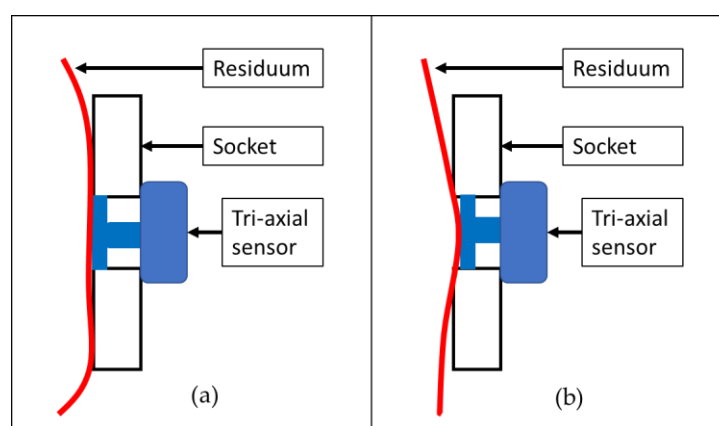 Residuum
Socket
Tri-axial
sensor
(a)
Residuum
Socket
Tri-axial
sensor
(b)